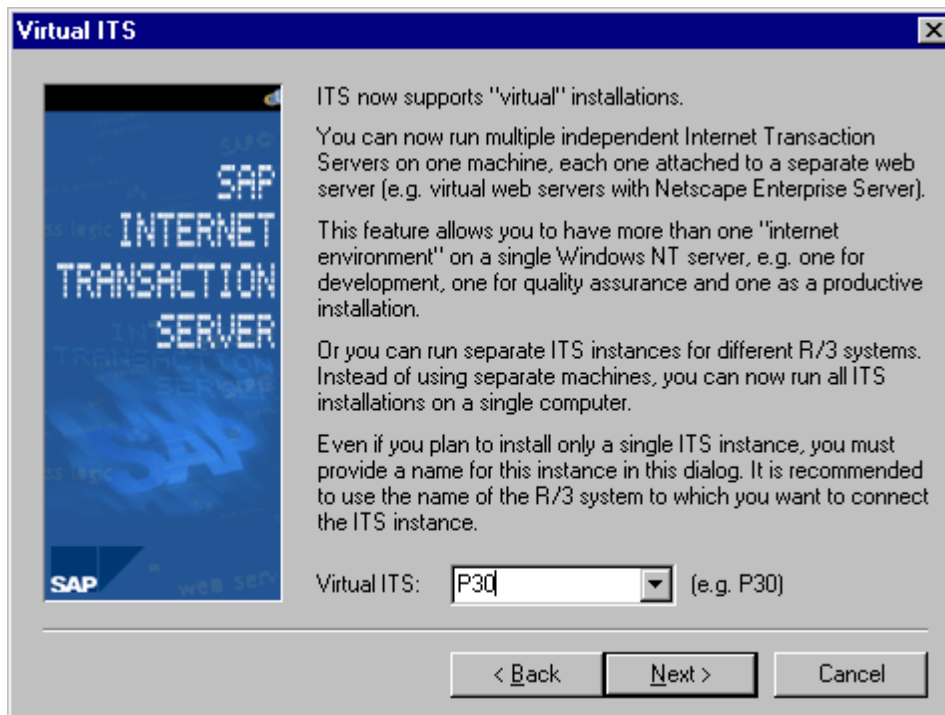 Virtual ITS
SAP
INTERNET
TRANSACTION
SERVER
SAP
ITS now supports "virtual" installations.
You can now run multiple independent Internet Transaction
Servers on one machine, each one attached to a separate web
server (e.g. virtual web servers with Netscape Enterprise Server).
This feature allows you to have more than one "internet
environment" on a single Windows NT server, e.g. one for
development, one for quality assurance and one as a productive
installation.
Or you can run separate ITS instances for different R/3 systems.
Instead of using separate machines, you can now run all ITS
installations on a single computer.
Even if you plan to install only a single ITS instance, you must
provide a name for this instance in this dialog. It is recommended
to use the name of the R/3 system to which you want to connect
the ITS instance.
Virtual ITS: P30 (e.g. P30)
< Back Next > Cancel